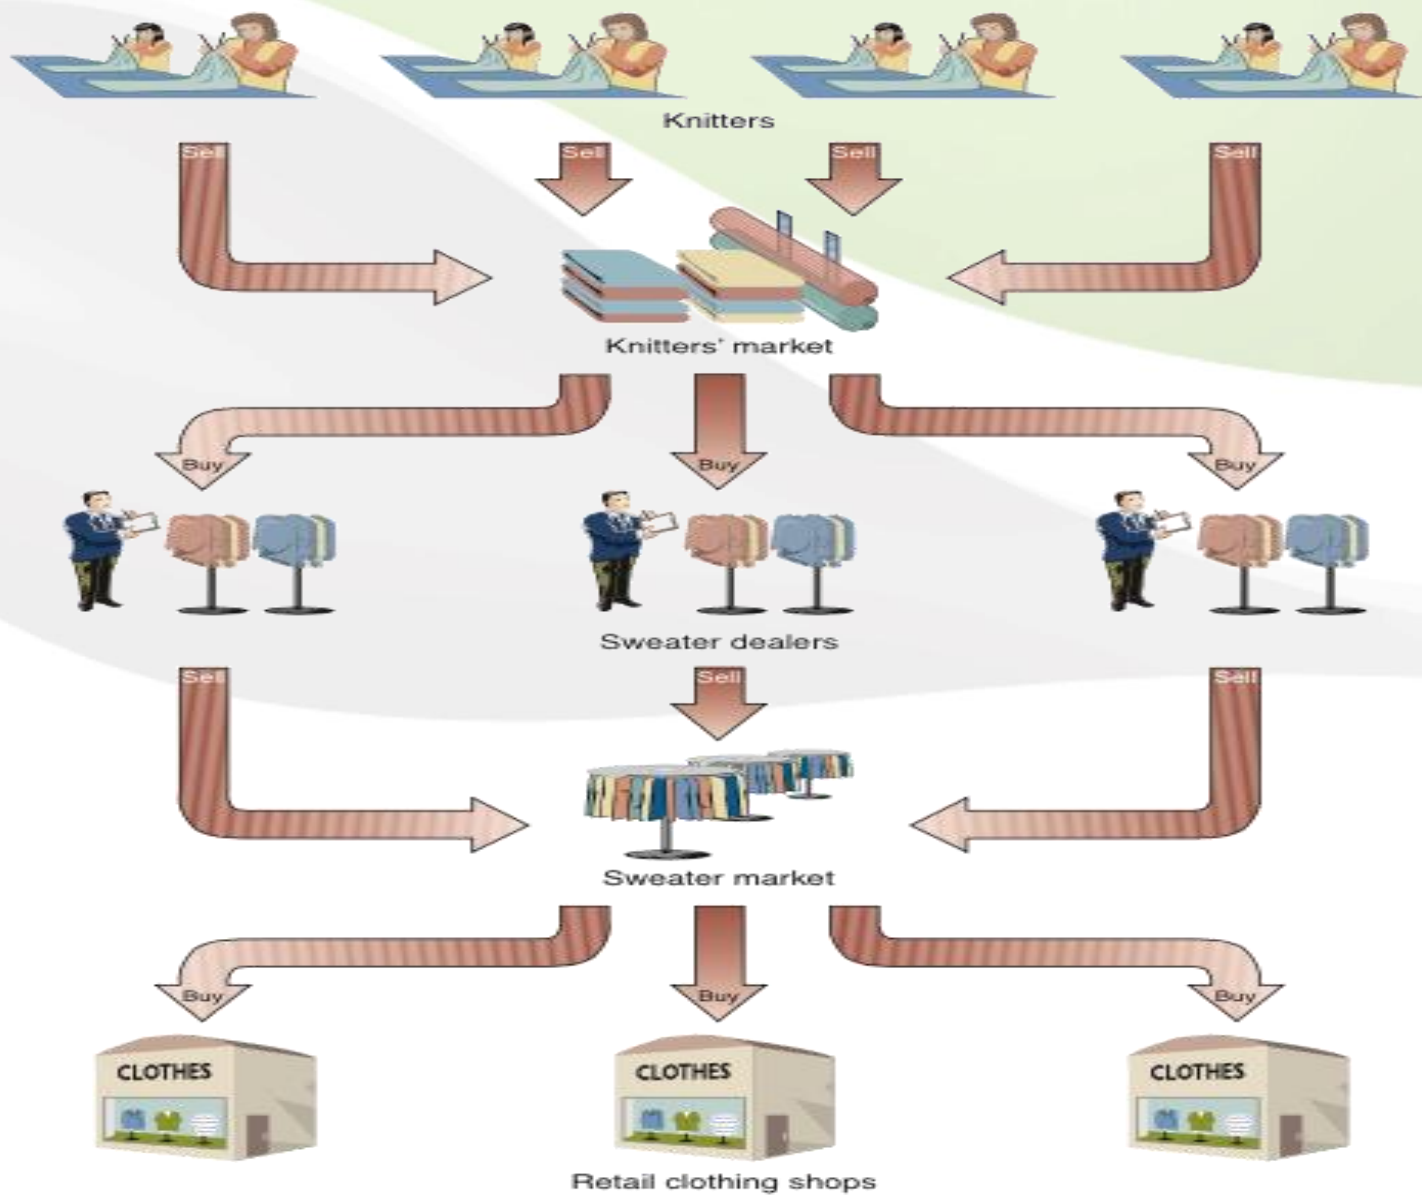 Knitters
Sell Sell Sell Sell
Knitters' market
Buy Buy Buy
Sweater dealers
Sell Sell Sell
Sweater market
Buy Buy Buy
CLOTHES CLOTHES CLOTHES
Retail clothing shops